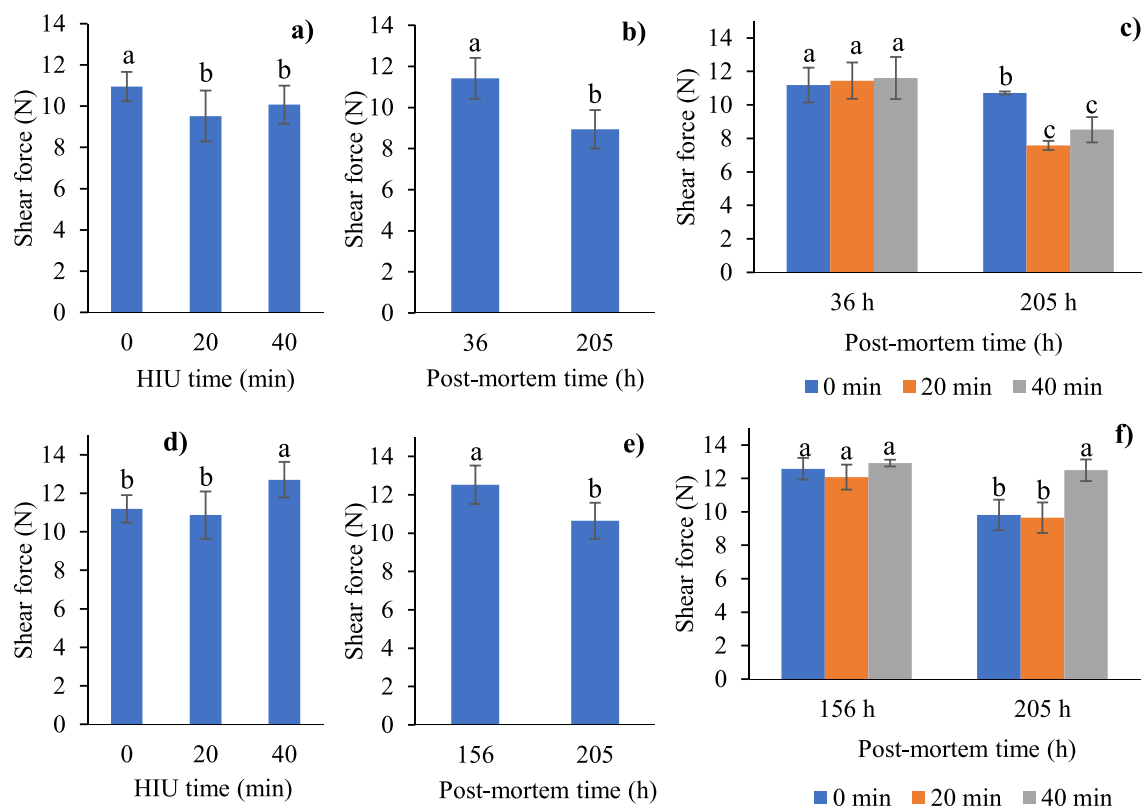 a)
Shear force (N)
14
12
10
8
6
4
2
0
a
b
b
0 20 40
HIU time (min)
b)
Shear force (N)
14
12
10
8
6
4
2
0
a
b
36 205
Post-mortem time (h)
c)
Shear force (N)
14
12
10
8
6
4
2
0
a a a
b
c
c
36 h 205 h
Post-mortem time (h)
0 min 20 min 40 min
d)
Shear force (N)
14
12
10
8
6
4
2
0
b
b
a
0 20 40
HIU time (min)
e)
Shear force (N)
14
12
10
8
6
4
2
0
a
b
156 205
Post-mortem time (h)
f)
Shear force (N)
14
12
10
8
6
4
2
0
a a a
b b
a
156 h 205 h
Post-mortem time (h)
0 min 20 min 40 min